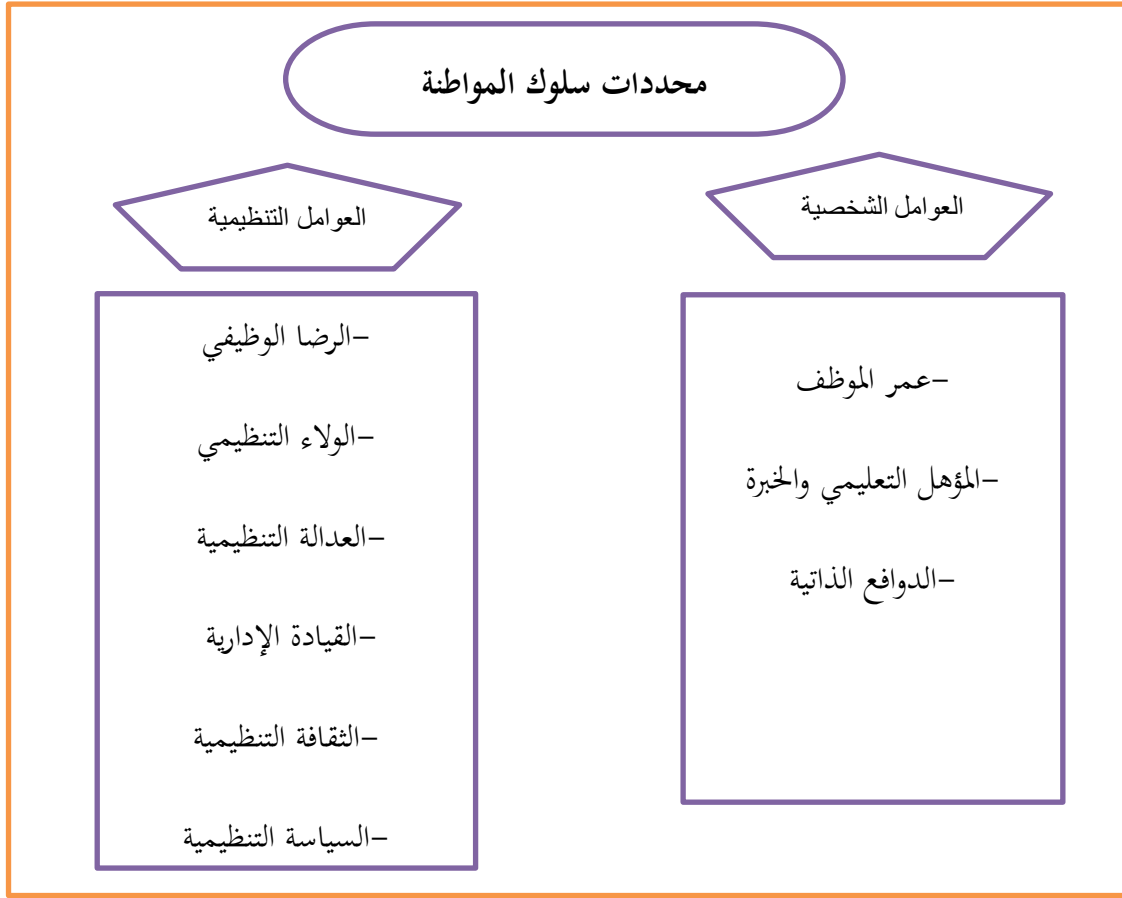 محددات سلوك المواطنة
العوامل الشخصية
-عمر الموظف
-المؤهل التعليمي والخبرة
-الدوافع الذاتية
العوامل التنظيمية
-الرضا الوظيفي
-الولاء التنظيمي
-العدالة التنظيمية
-القيادة الإدارية
-الثقافة التنظيمية
-السياسة التنظيمية